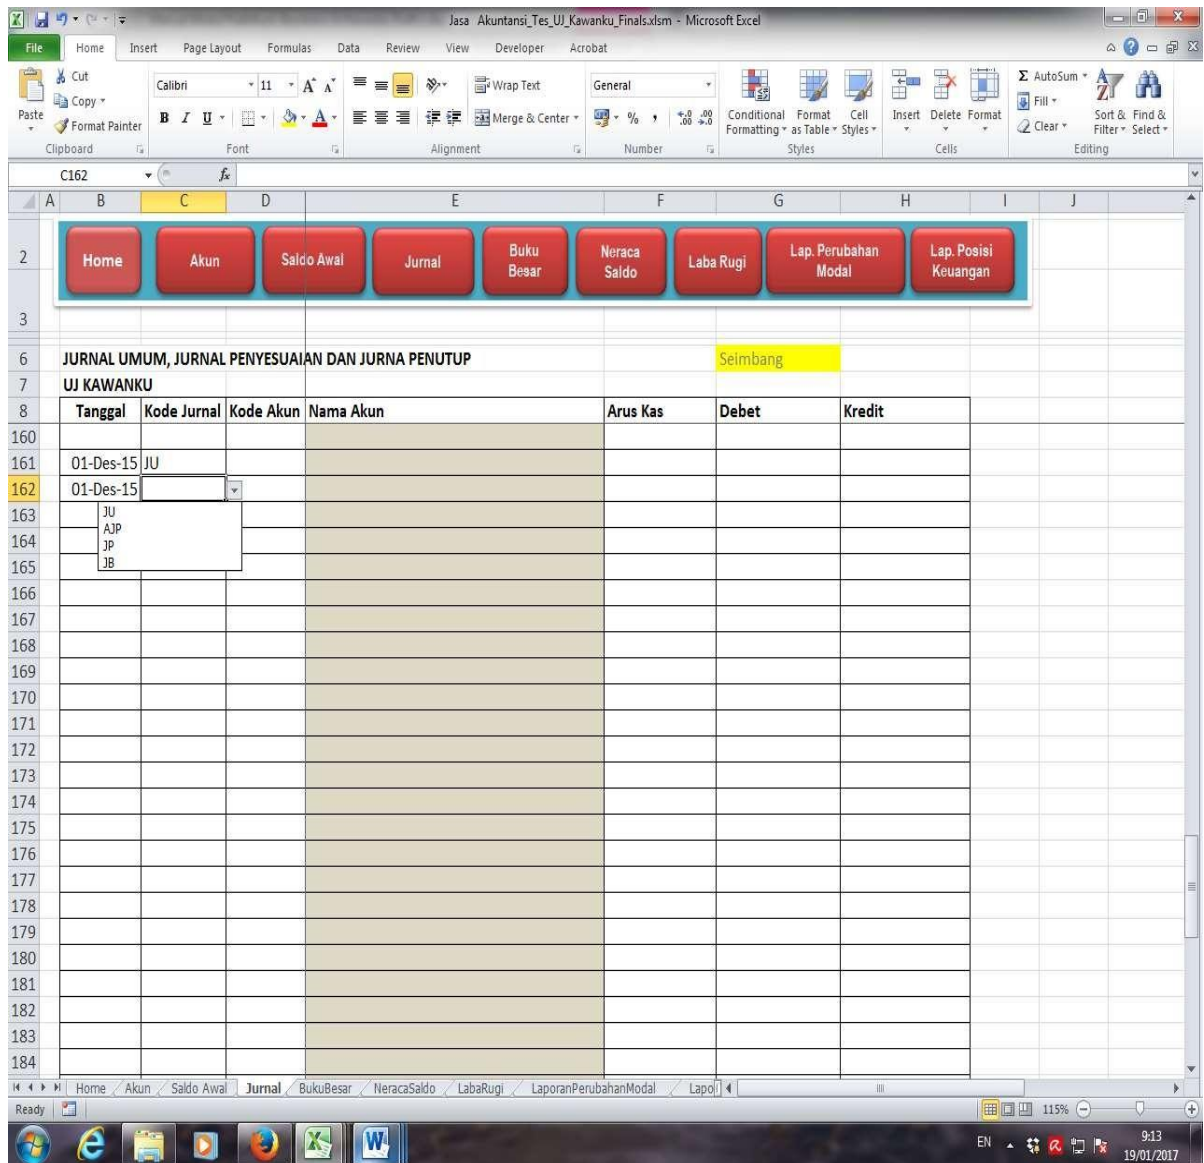 Jasa Akuntansi_Tes_UJ_Kawanku_Finals.xlsm - Microsoft Excel
File Home Insert Page Layout Formulas Data Review View Developer Acrobat
Paste
Cut
Copy
Format Painter
Calibri 11
B I U
Wrap Text
Merge & Center
General
% ,
Conditional Formatting
Format as Table
Cell Styles
Insert Delete Format
Σ AutoSum
Fill
Clear
Sort & Filter
Find & Select
Clipboard Font Alignment Number Styles Cells Editing
C162 fx
A B C D E F G H I J
2
Home Akun Saldo Awal Jurnal Buku Besar Neraca Saldo Laba Rugi Lap. Perubahan Modal Lap. Posisi Keuangan
3
6 JURNAL UMUM, JURNAL PENYESUAIAN DAN JURNA PENUTUP Seimbang
7 UJ KAWANKU
8 Tanggal Kode Jurnal Kode Akun Nama Akun Arus Kas Debet Kredit
160
161 01-Des-15 JU
162 01-Des-15
163 JU
164 AJP
JP
165 JB
166
167
168
169
170
171
172
173
174
175
176
177
178
179
180
181
182
183
184
Home Akun Saldo Awal Jurnal BukuBesar NeracaSaldo LabaRugi LaporanPerubahanModal Lapo
Ready 115%
EN 9:13
19/01/2017